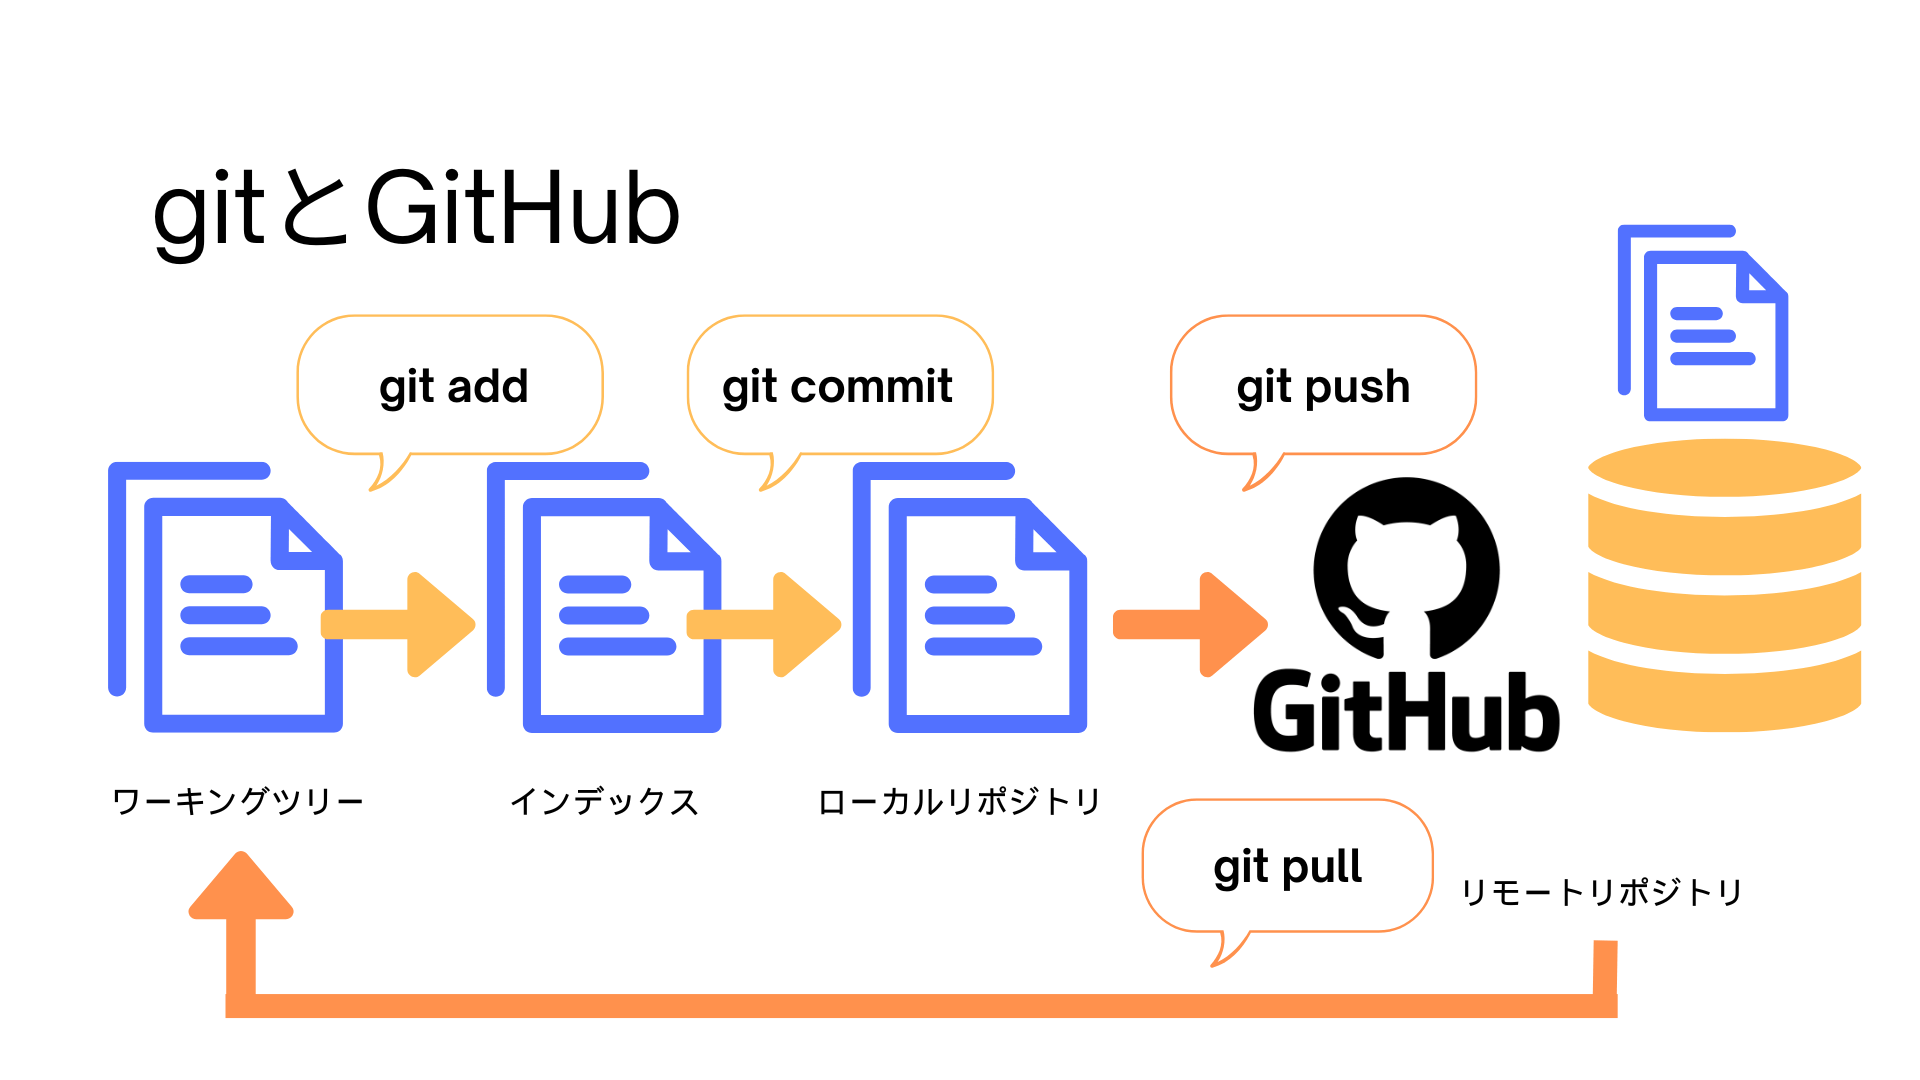 gitとGitHub
git add
git commit
git push
GitHub
ワーキングツリー
インデックス
ローカルリポジトリ
git pull
リモートリポジトリ